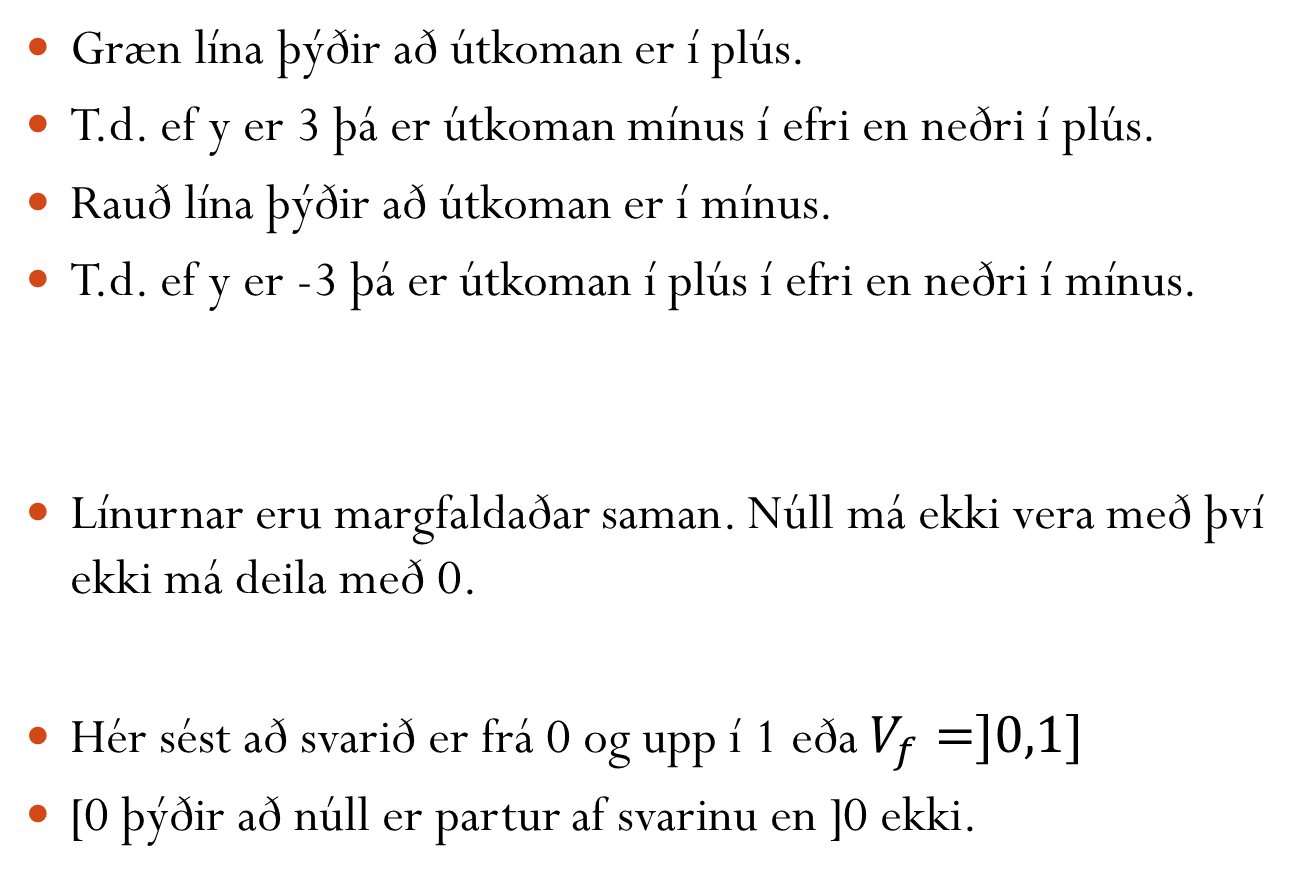 • Græn lína þýðir að útkoman er í plús.
• T.d. ef y er 3 þá er útkoman mínus í efri en neðri í plús.
• Rauð lína þýðir að útkoman er í mínus.
• T.d. ef y er -3 þá er útkoman í plús í efri en neðri í mínus.
• Línurnar eru margfaldaðar saman. Núll má ekki vera með því
ekki má deila með 0.
• Hér sést að svarið er frá 0 og upp í 1 eða V_f =]0,1]
• [0 þýðir að núll er partur af svarinu en ]0 ekki.